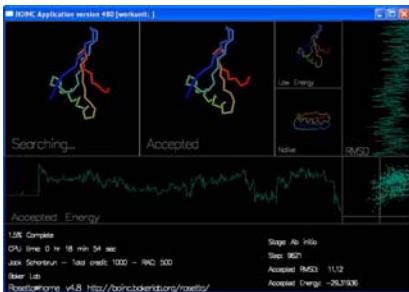 BOINC Application version 480 [workunit: ]
Searching...
Accepted
Low Energy
Native
RMSD
Accepted Energy
1.5% Complete
CPU time: 0 hr 18 min 54 sec
Jack Schonbrun - Total credit: 1000 - RAC: 500
Baker Lab
Rosetta@home v4.8 http://boinc.bakerlab.org/rosetta/
Stage: Ab initio
Step: 9621
Accepted RMSD: 11.12
Accepted Energy: -29.31936